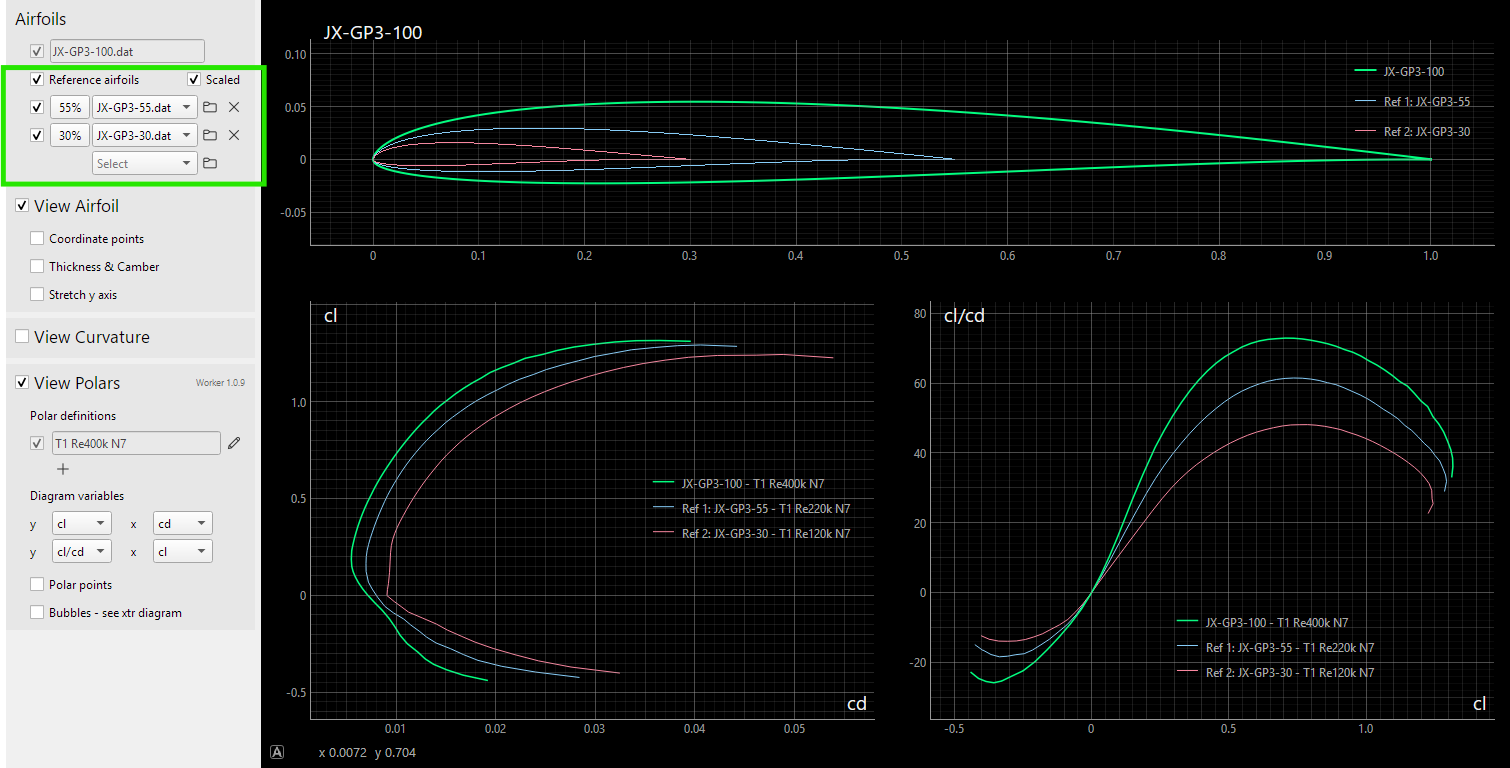 Airfoils
JX-GP3-100.dat
Reference airfoils Scaled
55% JX-GP3-55.dat
30% JX-GP3-30.dat
Select
View Airfoil
Coordinate points
Thickness & Camber
Stretch y axis
View Curvature
View Polars Worker 1.0.9
Polar definitions
T1 Re400k N7
Diagram variables
y cl x cd
y cl/cd x cl
Polar points
Bubbles - see xtr diagram
JX-GP3-100
0.10
0.05
0
-0.05
JX-GP3-100
Ref 1: JX-GP3-55
Ref 2: JX-GP3-30
0 0.1 0.2 0.3 0.4 0.5 0.6 0.7 0.8 0.9 1.0
cl
1.0
0.5
0
-0.5
JX-GP3-100 - T1 Re400k N7
Ref 1: JX-GP3-55 - T1 Re220k N7
Ref 2: JX-GP3-30 - T1 Re120k N7
cd
0.01 0.02 0.03 0.04 0.05
cl/cd
80
60
40
20
0
-20
JX-GP3-100 - T1 Re400k N7
Ref 1: JX-GP3-55 - T1 Re220k N7
Ref 2: JX-GP3-30 - T1 Re120k N7
cl
-0.5 0 0.5 1.0
A x 0.0072 y 0.704